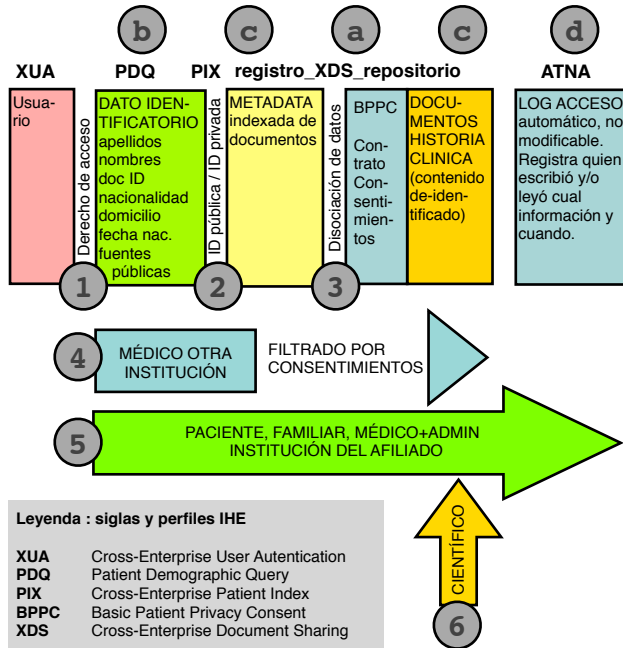 b c a c d
XUA PDQ PIX registro_XDS_repositorio ATNA
Usua-
rio
Derecho de acceso
DATO IDEN-
TIFICATORIO
apellidos
nombres
doc ID
nacionalidad
domicilio
fecha nac.
fuentes
públicas
ID pública / ID privada
METADATA
indexada de
documentos
Disociación de datos
BPPC
Con-
trato
Con-
senti-
mien-
tos
DOCU-
MENTOS
HISTORIA
CLINICA
(contenido
de-identi-
ficado)
LOG ACCESO
automático, no
modificable.
Registra quien
escribió y/o
leyó cual
información y
cuando.
1 2 3
4
MÉDICO OTRA
INSTITUCIÓN
FILTRADO POR
CONSENTIMIENTOS
5
PACIENTE, FAMILIAR, MÉDICO+ADMIN
INSTITUCIÓN DEL AFILIADO
CIENTÍFICO
6
Leyenda : siglas y perfiles IHE
XUA Cross-Enterprise User Autentication
PDQ Patient Demographic Query
PIX Cross-Enterprise Patient Index
BPPC Basic Patient Privacy Consent
XDS Cross-Enterprise Document Sharing